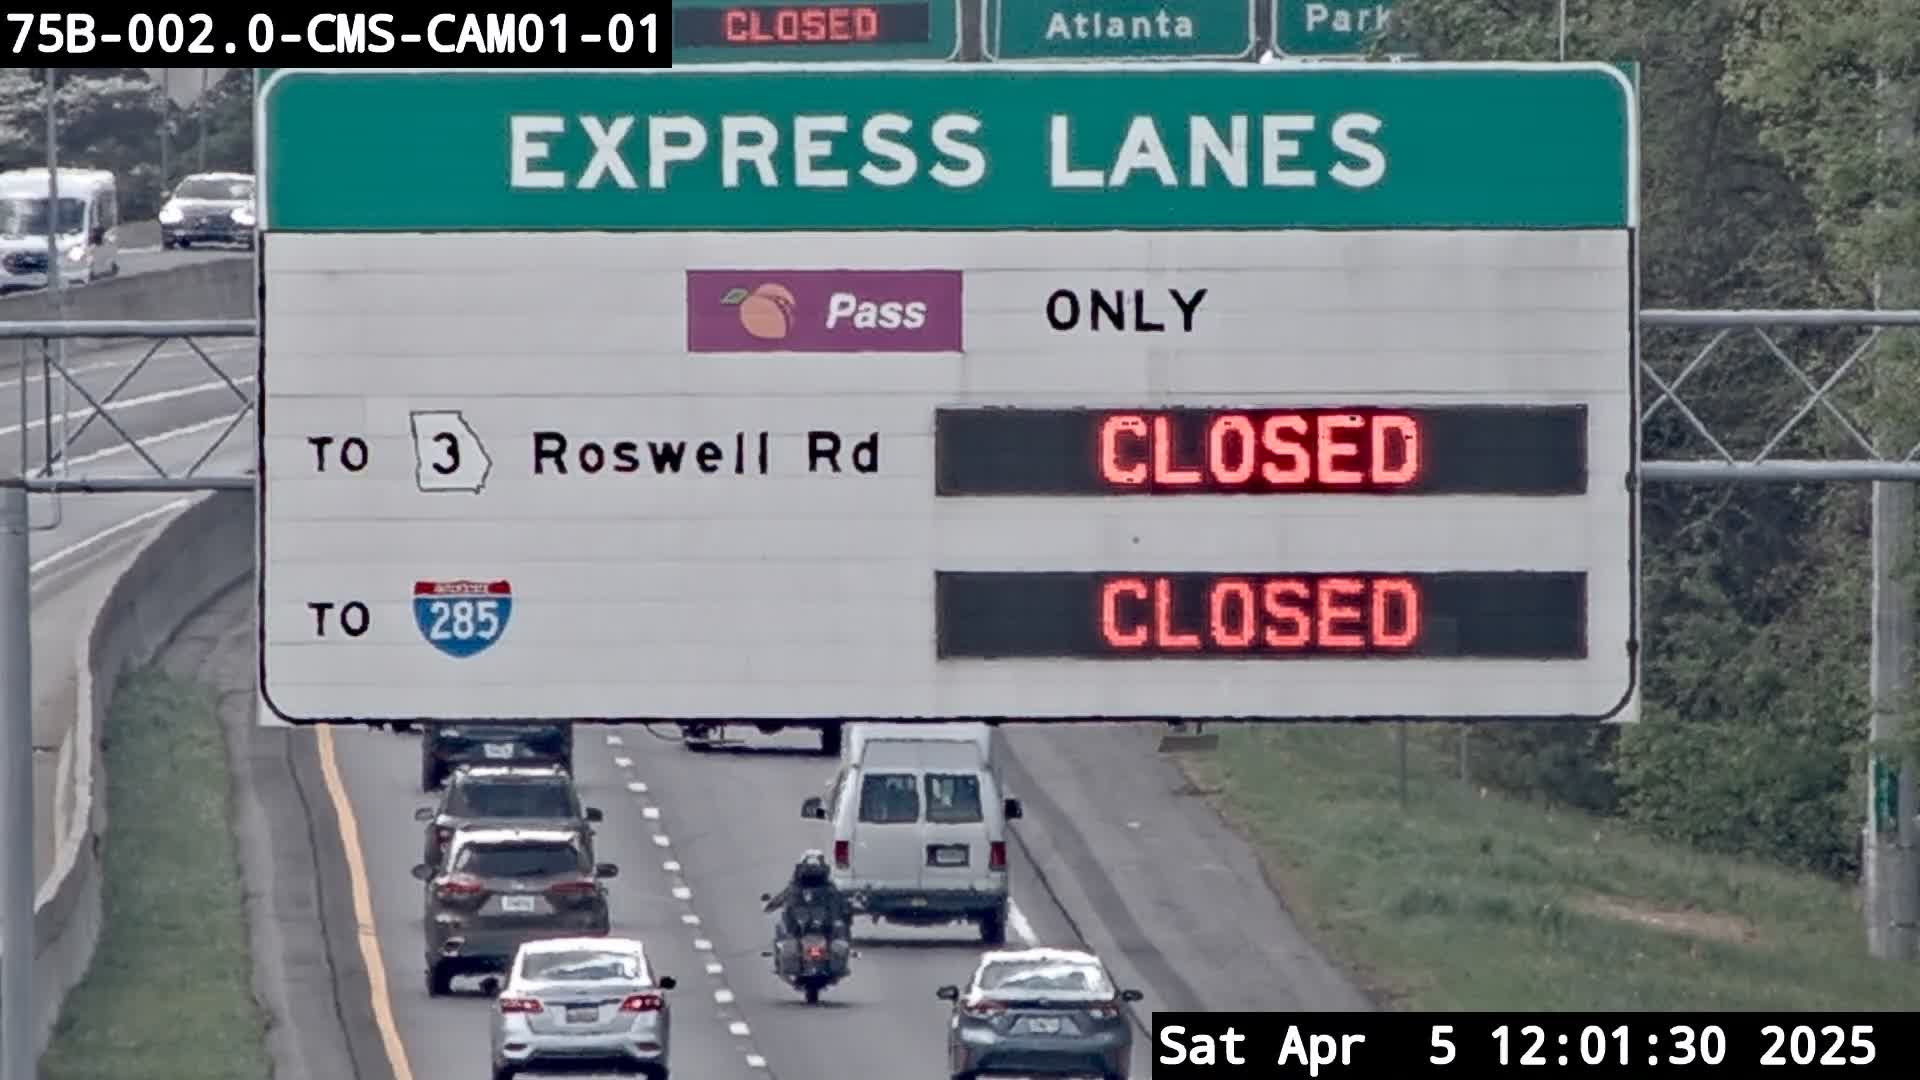 75B-002.0-CMS-CAM01-01
CLOSED
Atlanta
Park
EXPRESS LANES
Pass ONLY
TO 3 Roswell Rd CLOSED
TO 285 CLOSED
Sat Apr 5 12:01:30 2025